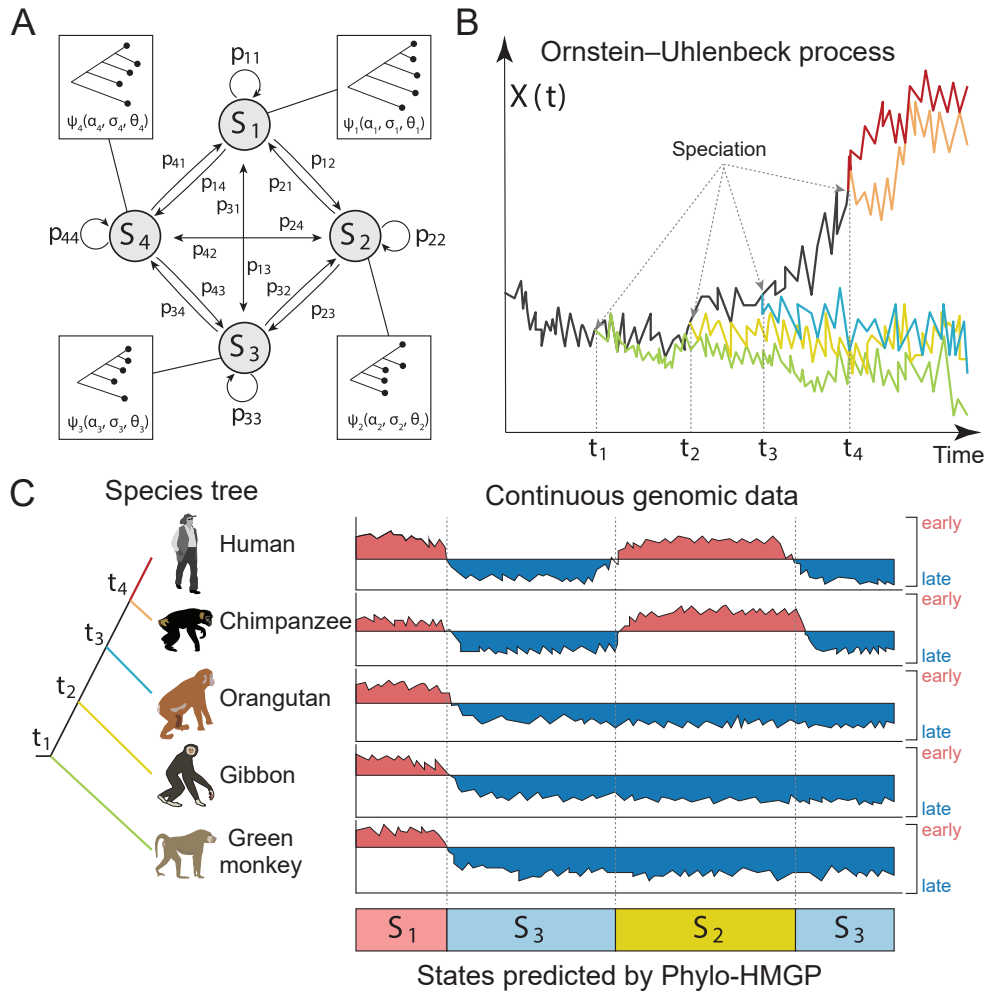 A
p11
S1
ψ4(α4, σ4, θ4)
ψ1(α1, σ1, θ1)
p41
p12
p14
p21
p31
p24
p44
S4
S2
p22
p42
p13
p43
p32
p34
p23
S3
ψ3(α3, σ3, θ3)
ψ2(α2, σ2, θ2)
p33
B
Ornstein–Uhlenbeck process
X(t)
Speciation
t1
t2
t3
t4
Time
C
Species tree
Continuous genomic data
Human
early
late
t4
Chimpanzee
early
late
t3
Orangutan
early
late
t2
Gibbon
early
late
t1
Green
monkey
early
late
S1
S3
S2
S3
States predicted by Phylo-HMGP